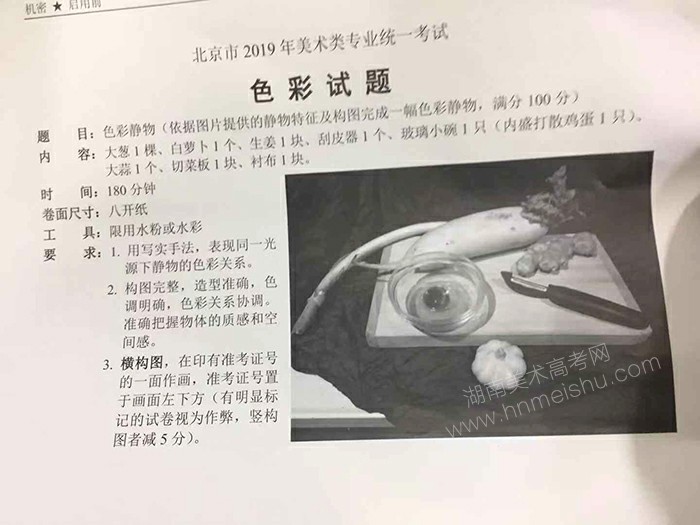 机密 ★ 启用前
北京市 2019 年美术类专业统一考试
色 彩 试 题
题 目：色彩静物（依据图片提供的静物特征及构图完成一幅色彩静物，满分 100 分）
内 容：大葱 1 棵、白萝卜 1 个、生姜 1 块、刮皮器 1 个、玻璃小碗 1 只（内盛打散鸡蛋 1 只）。
大蒜 1 个、切菜板 1 块、衬布 1 块。
时 间：180 分钟
卷面尺寸：八开纸
工 具：限用水粉或水彩
要 求：1. 用写实手法，表现同一光
源下静物的色彩关系。
2. 构图完整，造型准确，色
调明确，色彩关系协调。
准确把握物体的质感和空
间感。
3. 横构图，在印有准考证号
的一面作画，准考证号置
于画面左下方（有明显标
记的试卷视为作弊，竖构
图者减 5 分）。
湖南美术高考网
www.hnmeishu.com